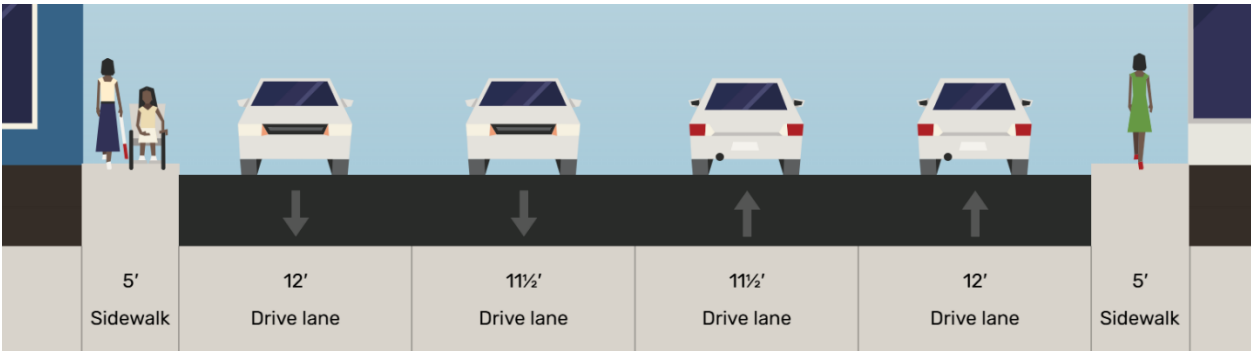 5′
Sidewalk
12′
Drive lane
11½′
Drive lane
11½′
Drive lane
12′
Drive lane
5′
Sidewalk